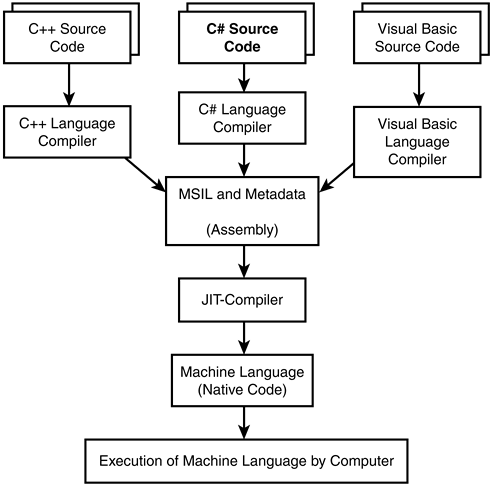 C++ Source
Code
C# Source
Code
Visual Basic
Source Code
C++ Language
Compiler
C# Language
Compiler
Visual Basic
Language
Compiler
MSIL and Metadata
(Assembly)
JIT-Compiler
Machine Language
(Native Code)
Execution of Machine Language by Computer